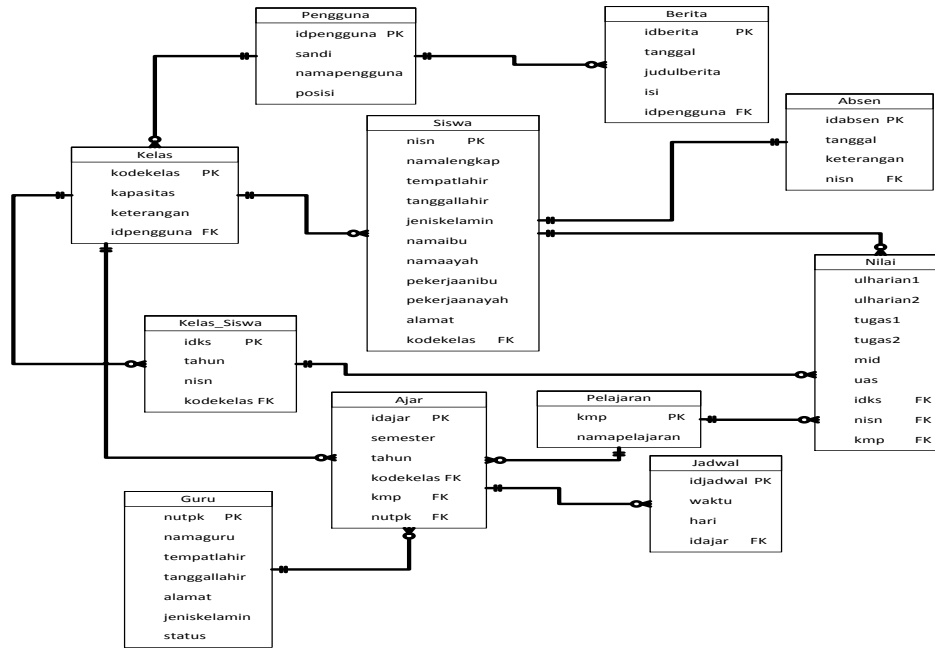 Pengguna
idpengguna PK
sandi
namapengguna
posisi
Berita
idberita PK
tanggal
judulberita
isi
idpengguna FK
Absen
idabsen PK
tanggal
keterangan
nisn FK
Siswa
nisn PK
namalengkap
tempatlahir
tanggallahir
jeniskelamin
namaibu
namaayah
pekerjaanibu
pekerjaanayah
alamat
kodekelas FK
Kelas
kodekelas PK
kapasitas
keterangan
idpengguna FK
Nilai
ulharian1
ulharian2
tugas1
tugas2
mid
uas
idks FK
nisn FK
kmp FK
Kelas_Siswa
idks PK
tahun
nisn
kodekelas FK
Ajar
idajar PK
semester
tahun
kodekelas FK
kmp FK
nutpk FK
Pelajaran
kmp PK
namapelajaran
Jadwal
idjadwal PK
waktu
hari
idajar FK
Guru
nutpk PK
namaguru
tempatlahir
tanggallahir
alamat
jeniskelamin
status